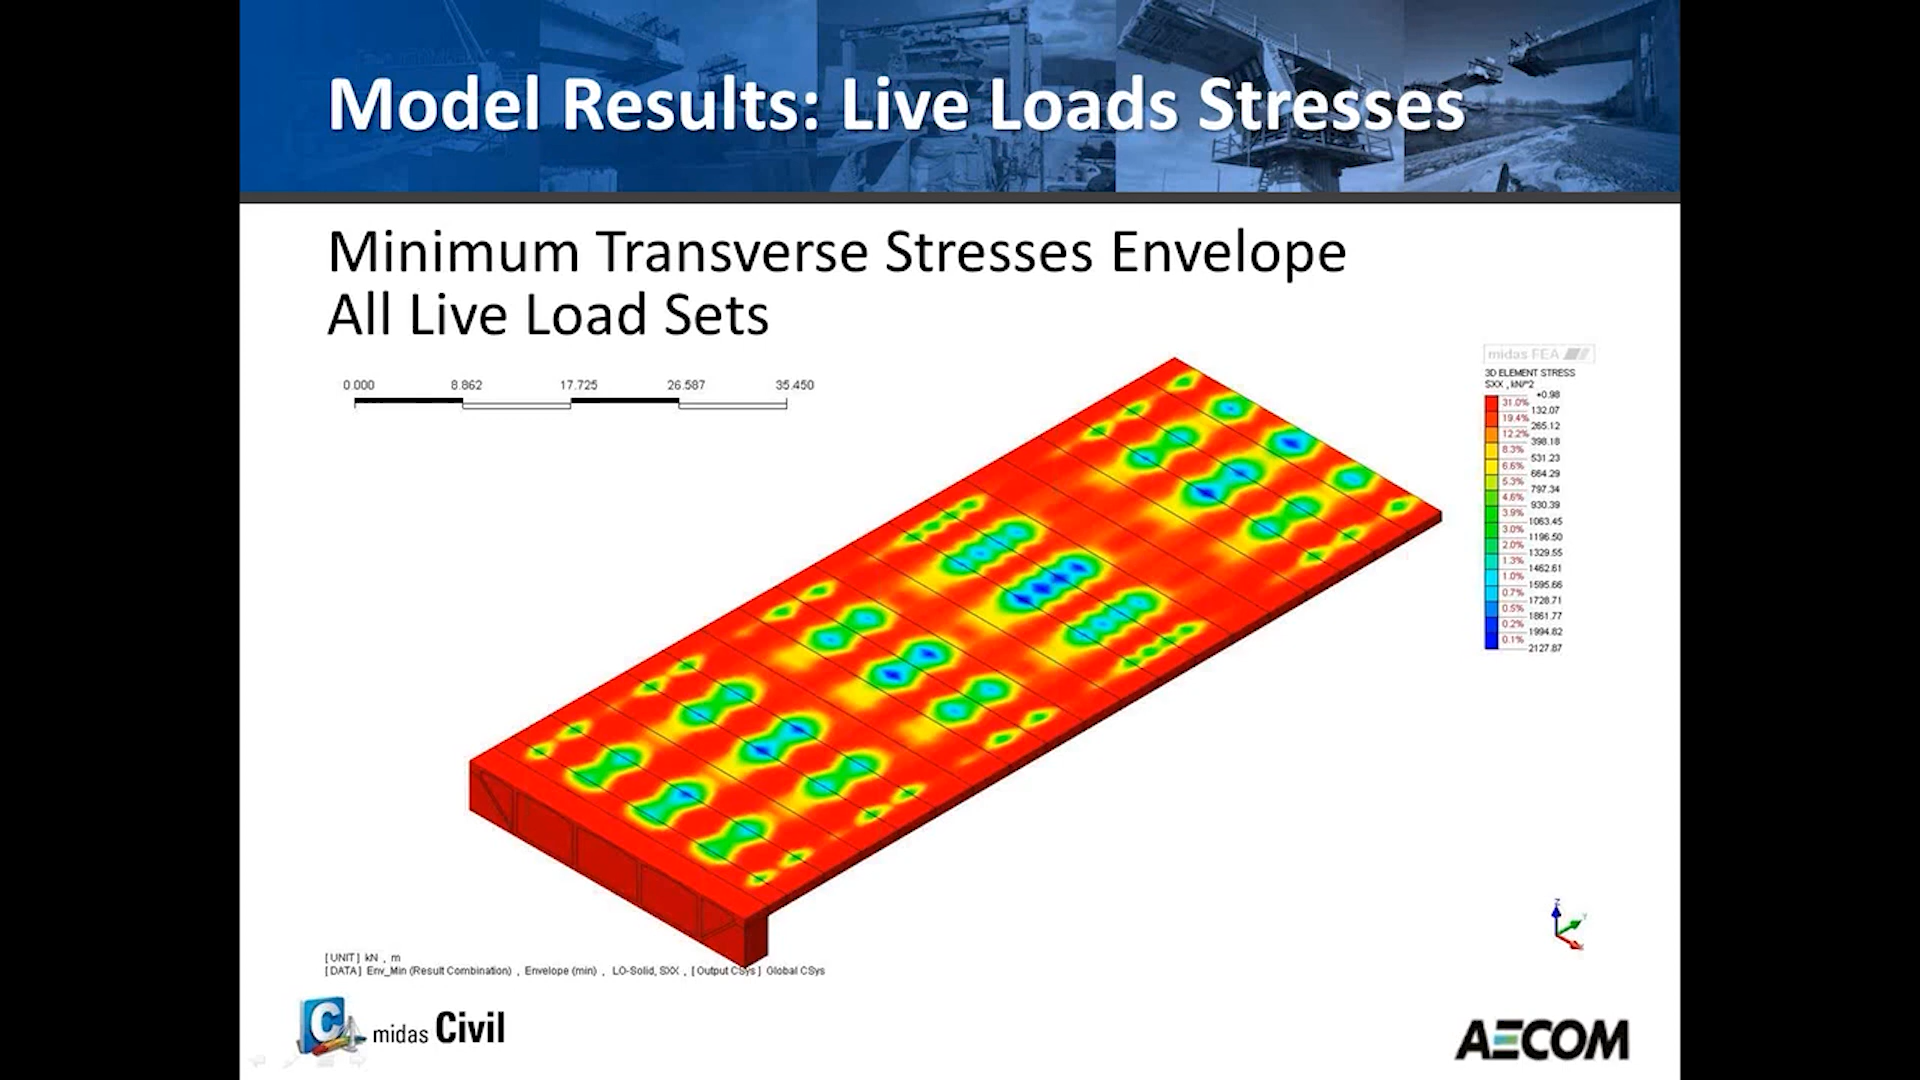 Model Results: Live Loads Stresses
Minimum Transverse Stresses Envelope
All Live Load Sets
0.000 8.862 17.725 26.587 35.450
midas FEA
3D ELEMENT STRESS
SXX , kN/^2
+0.98
31.0%
132.07
19.4%
265.12
12.2%
398.18
8.3%
531.23
6.6%
664.29
5.3%
797.34
4.6%
930.39
3.9%
1063.45
3.0%
1196.50
2.0%
1329.55
1.3%
1462.61
1.0%
1595.66
0.7%
1728.71
0.5%
1861.77
0.2%
1994.82
0.1%
2127.87
Z
Y
[UNIT] kN , m
[DATA] Env_Min (Result Combination) , Envelope (min) , LO-Solid, SXX , [Output CSys] Global CSys
C
midas Civil
AECOM